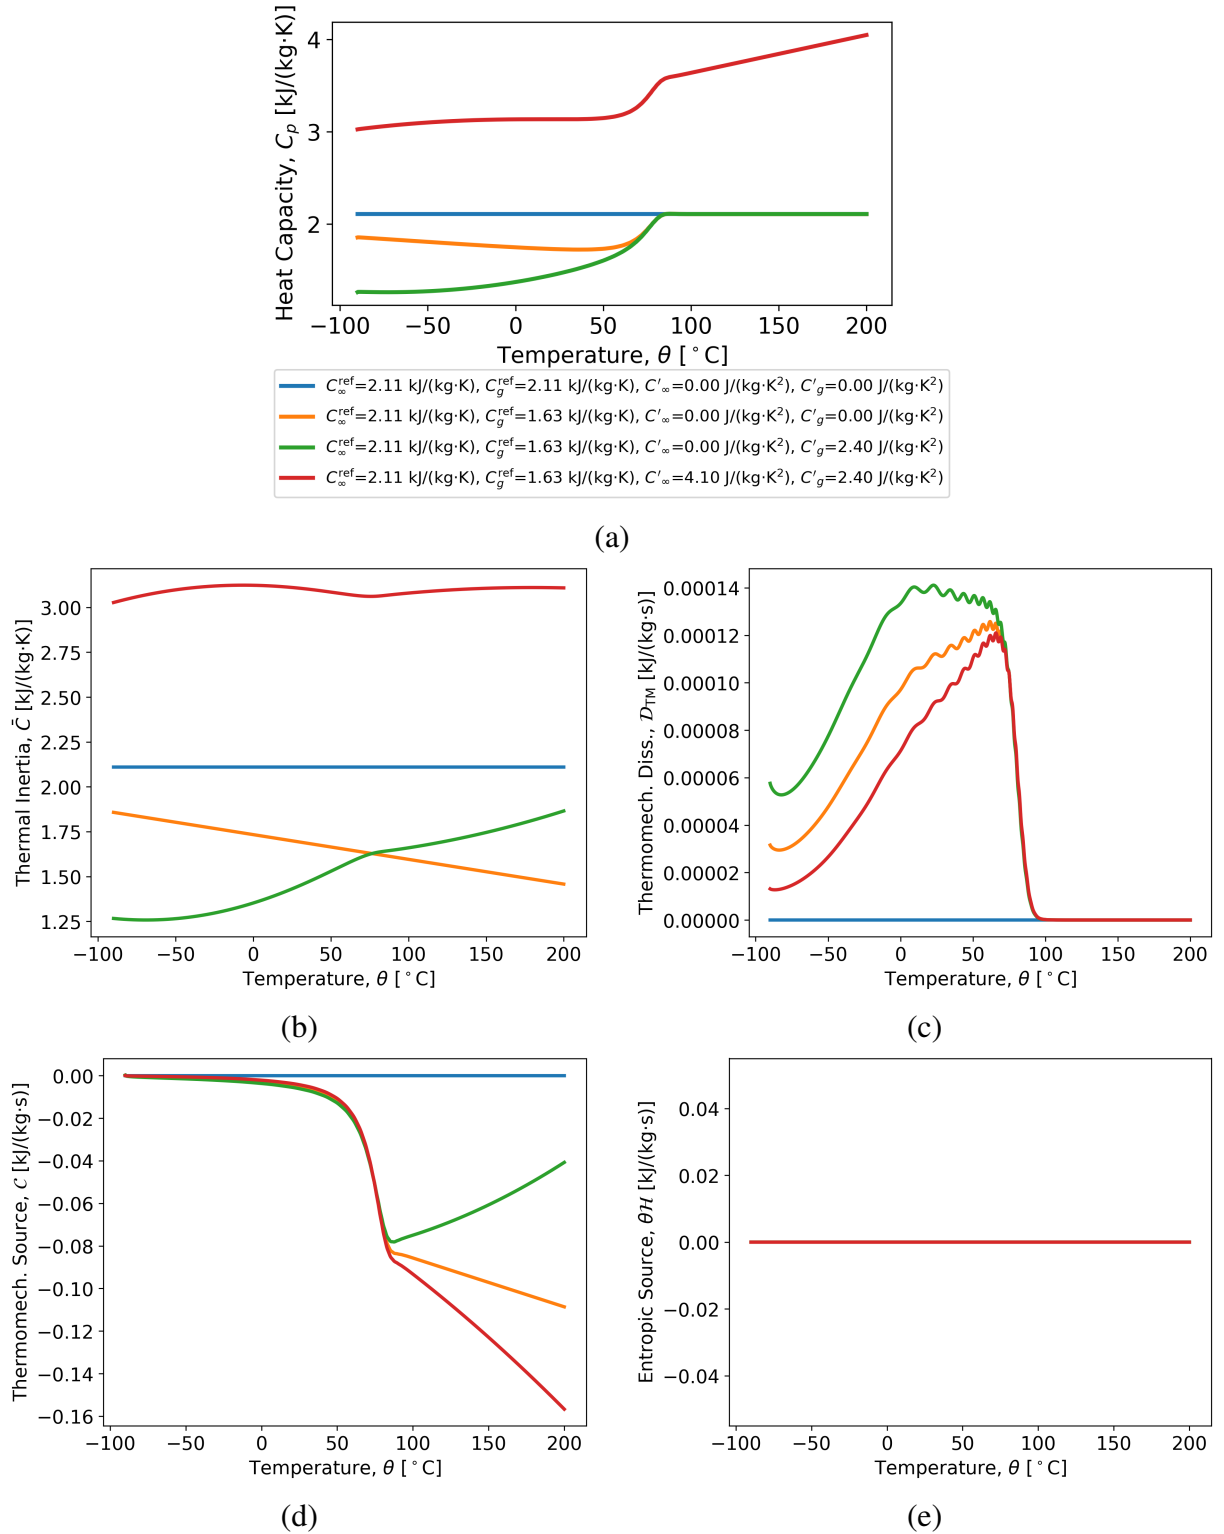 4
3
2
Heat Capacity, C_p [kJ/(kg·K)]
−100 −50 0 50 100 150 200
Temperature, θ [°C]
C_∞^ref=2.11 kJ/(kg·K), C_g^ref=2.11 kJ/(kg·K), C'_∞=0.00 J/(kg·K²), C'_g=0.00 J/(kg·K²)
C_∞^ref=2.11 kJ/(kg·K), C_g^ref=1.63 kJ/(kg·K), C'_∞=0.00 J/(kg·K²), C'_g=0.00 J/(kg·K²)
C_∞^ref=2.11 kJ/(kg·K), C_g^ref=1.63 kJ/(kg·K), C'_∞=0.00 J/(kg·K²), C'_g=2.40 J/(kg·K²)
C_∞^ref=2.11 kJ/(kg·K), C_g^ref=1.63 kJ/(kg·K), C'_∞=4.10 J/(kg·K²), C'_g=2.40 J/(kg·K²)
(a)
3.00
2.75
2.50
2.25
2.00
1.75
1.50
1.25
Thermal Inertia, C̄ [kJ/(kg·K)]
−100 −50 0 50 100 150 200
Temperature, θ [°C]
(b)
0.00014
0.00012
0.00010
0.00008
0.00006
0.00004
0.00002
0.00000
Thermomech. Diss., 𝒟_TM [kJ/(kg·s)]
−100 −50 0 50 100 150 200
Temperature, θ [°C]
(c)
0.00
−0.02
−0.04
−0.06
−0.08
−0.10
−0.12
−0.14
−0.16
Thermomech. Source, 𝒞 [kJ/(kg·s)]
−100 −50 0 50 100 150 200
Temperature, θ [°C]
(d)
0.04
0.02
0.00
−0.02
−0.04
Entropic Source, θℋ [kJ/(kg·s)]
−100 −50 0 50 100 150 200
Temperature, θ [°C]
(e)